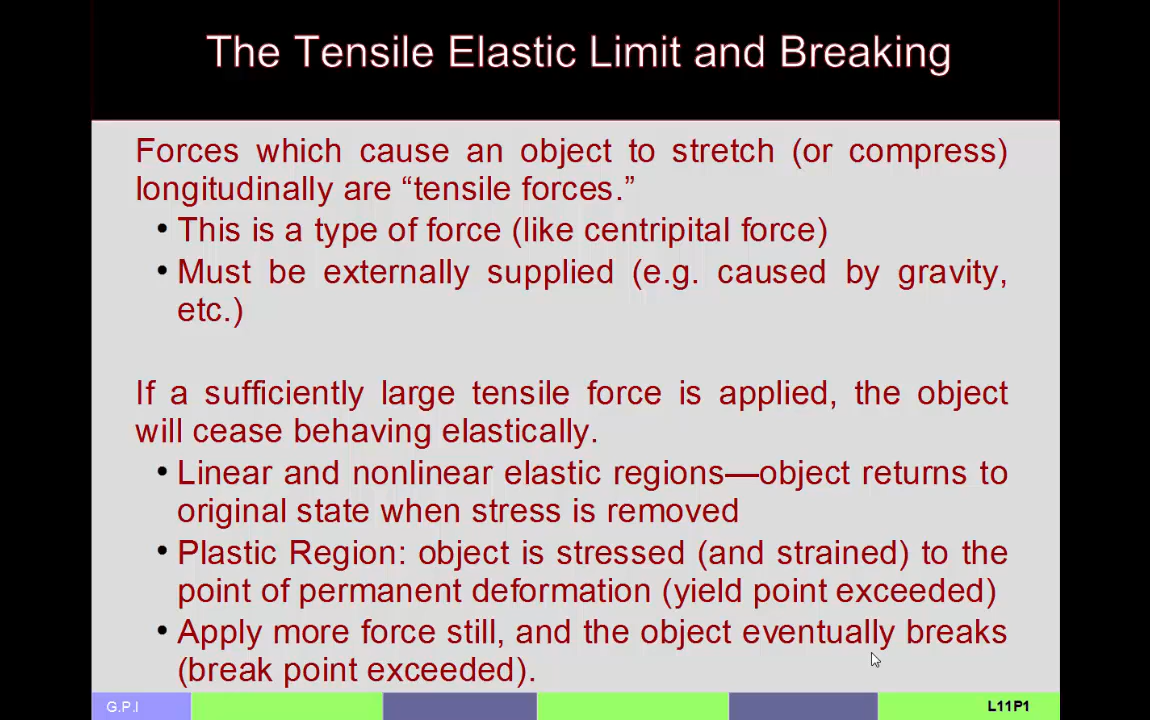 The Tensile Elastic Limit and Breaking
Forces which cause an object to stretch (or compress)
longitudinally are “tensile forces.”
• This is a type of force (like centripital force)
• Must be externally supplied (e.g. caused by gravity,
etc.)
If a sufficiently large tensile force is applied, the object
will cease behaving elastically.
• Linear and nonlinear elastic regions—object returns to
original state when stress is removed
• Plastic Region: object is stressed (and strained) to the
point of permanent deformation (yield point exceeded)
• Apply more force still, and the object eventually breaks
(break point exceeded).
G.P.I
L11P1